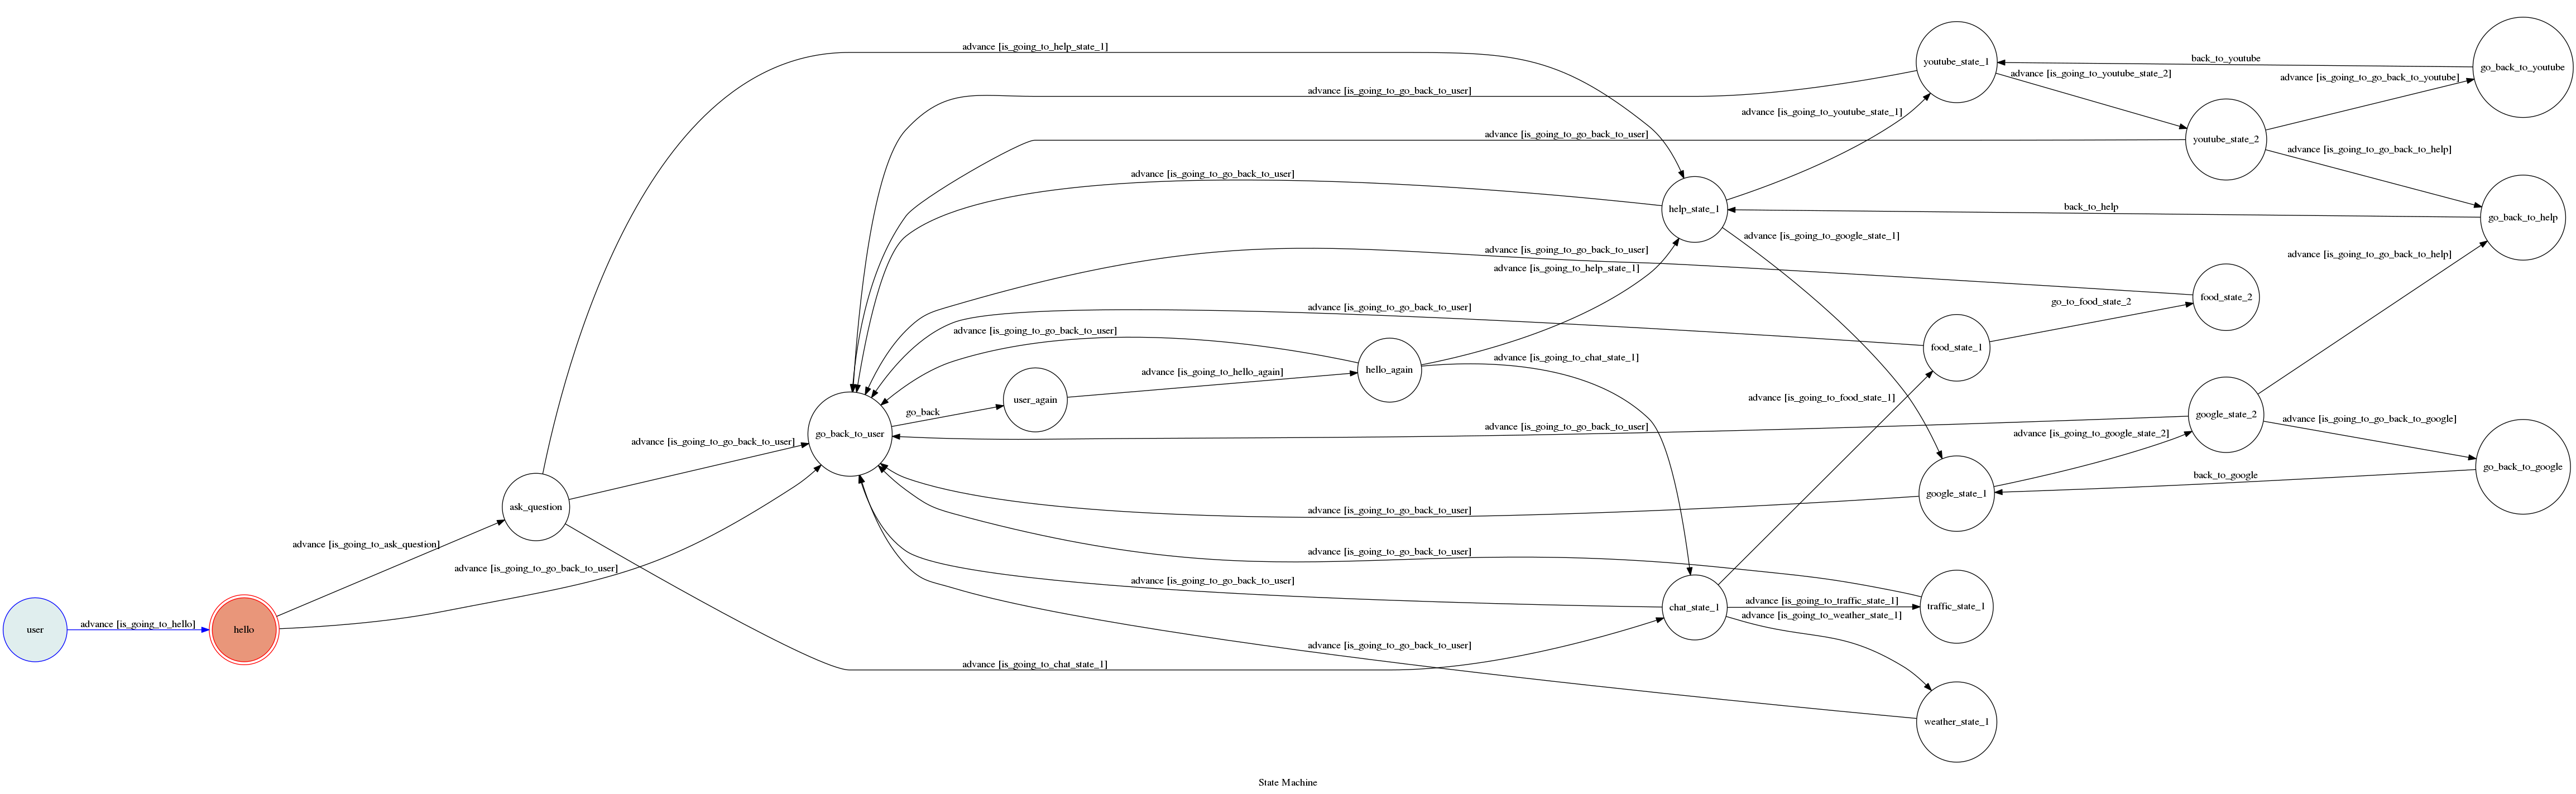 advance [is_going_to_help_state_1]
youtube_state_1
back_to_youtube
go_back_to_youtube
advance [is_going_to_youtube_state_2]
advance [is_going_to_go_back_to_youtube]
advance [is_going_to_go_back_to_user]
advance [is_going_to_youtube_state_1]
advance [is_going_to_go_back_to_user]
youtube_state_2
advance [is_going_to_go_back_to_help]
advance [is_going_to_go_back_to_user]
help_state_1
back_to_help
go_back_to_help
advance [is_going_to_google_state_1]
advance [is_going_to_go_back_to_user]
advance [is_going_to_go_back_to_help]
advance [is_going_to_help_state_1]
food_state_2
go_to_food_state_2
advance [is_going_to_go_back_to_user]
advance [is_going_to_go_back_to_user]
food_state_1
advance [is_going_to_chat_state_1]
hello_again
advance [is_going_to_hello_again]
user_again
advance [is_going_to_food_state_1]
go_back
google_state_2
advance [is_going_to_go_back_to_google]
advance [is_going_to_go_back_to_user]
go_back_to_user
advance [is_going_to_google_state_2]
advance [is_going_to_go_back_to_user]
go_back_to_google
back_to_google
google_state_1
ask_question
advance [is_going_to_go_back_to_user]
advance [is_going_to_ask_question]
advance [is_going_to_go_back_to_user]
advance [is_going_to_go_back_to_user]
advance [is_going_to_go_back_to_user]
advance [is_going_to_traffic_state_1]
chat_state_1
traffic_state_1
advance [is_going_to_weather_state_1]
user
advance [is_going_to_hello]
hello
advance [is_going_to_go_back_to_user]
advance [is_going_to_chat_state_1]
weather_state_1
State Machine